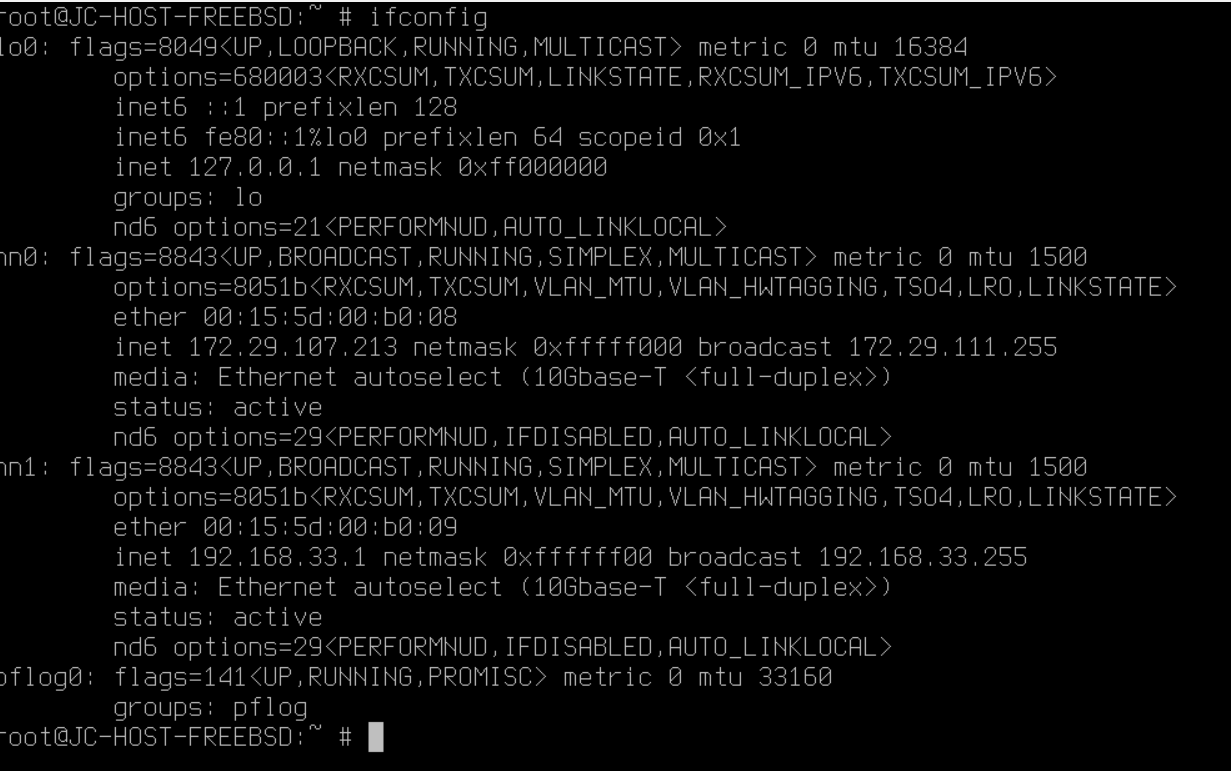 root@JC-HOST-FREEBSD:~ # ifconfig
lo0: flags=8049<UP,LOOPBACK,RUNNING,MULTICAST> metric 0 mtu 16384
options=680003<RXCSUM,TXCSUM,LINKSTATE,RXCSUM_IPV6,TXCSUM_IPV6>
inet6 ::1 prefixlen 128
inet6 fe80::1%lo0 prefixlen 64 scopeid 0x1
inet 127.0.0.1 netmask 0xff000000
groups: lo
nd6 options=21<PERFORMNUD,AUTO_LINKLOCAL>
hn0: flags=8843<UP,BROADCAST,RUNNING,SIMPLEX,MULTICAST> metric 0 mtu 1500
options=8051b<RXCSUM,TXCSUM,VLAN_MTU,VLAN_HWTAGGING,TSO4,LRO,LINKSTATE>
ether 00:15:5d:00:b0:08
inet 172.29.107.213 netmask 0xfffff000 broadcast 172.29.111.255
media: Ethernet autoselect (10Gbase-T <full-duplex>)
status: active
nd6 options=29<PERFORMNUD,IFDISABLED,AUTO_LINKLOCAL>
hn1: flags=8843<UP,BROADCAST,RUNNING,SIMPLEX,MULTICAST> metric 0 mtu 1500
options=8051b<RXCSUM,TXCSUM,VLAN_MTU,VLAN_HWTAGGING,TSO4,LRO,LINKSTATE>
ether 00:15:5d:00:b0:09
inet 192.168.33.1 netmask 0xffffff00 broadcast 192.168.33.255
media: Ethernet autoselect (10Gbase-T <full-duplex>)
status: active
nd6 options=29<PERFORMNUD,IFDISABLED,AUTO_LINKLOCAL>
pflog0: flags=141<UP,RUNNING,PROMISC> metric 0 mtu 33160
groups: pflog
root@JC-HOST-FREEBSD:~ #